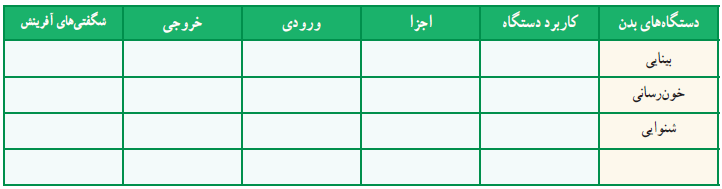 دستگاه‌های بدن کاربرد دستگاه اجزا ورودی خروجی شگفتی‌های آفرینش
بینایی
خون‌رسانی
شنوایی